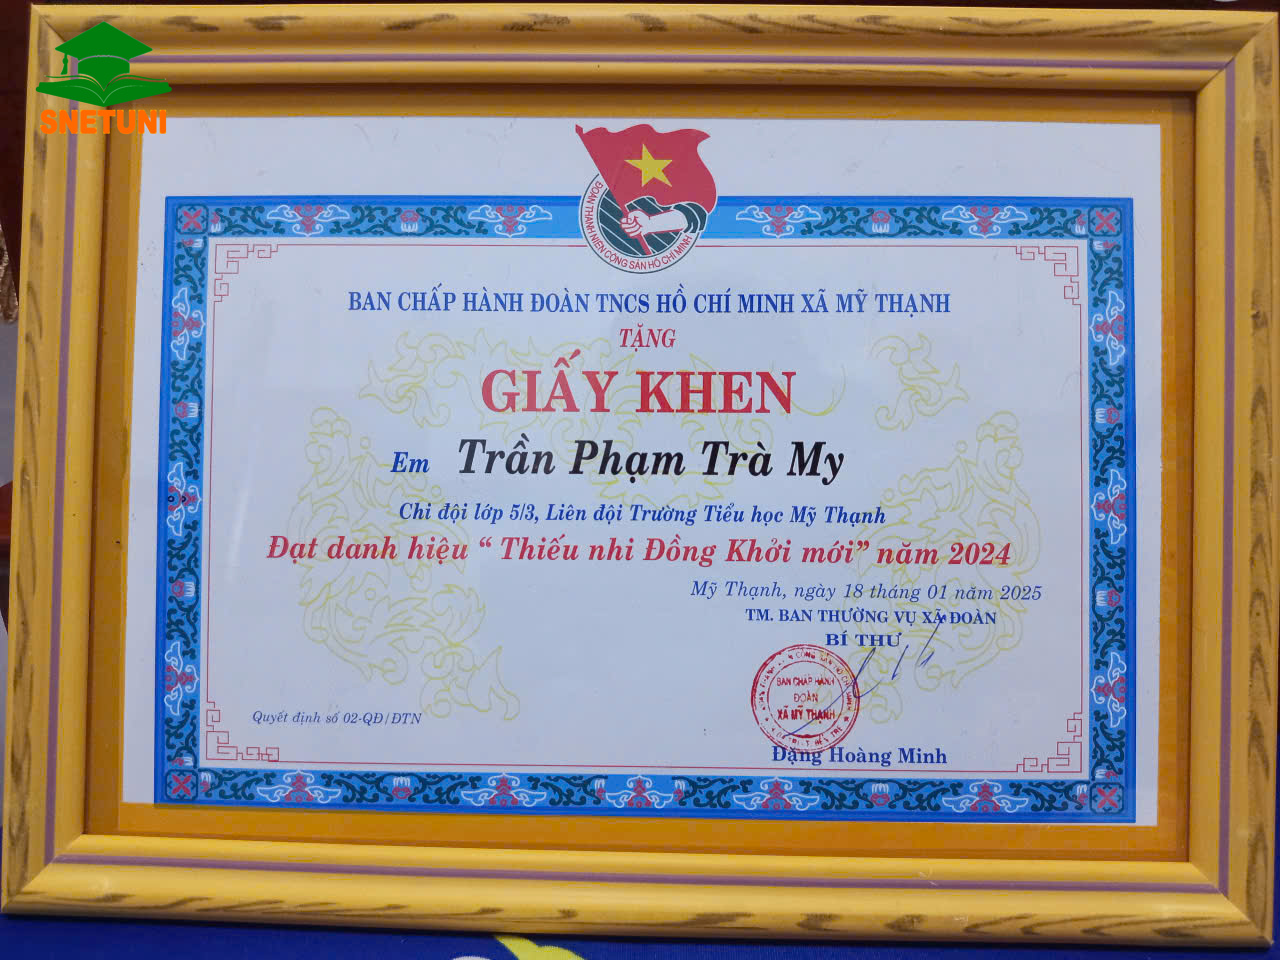 SNETUNI
ĐOÀN THANH NIÊN CỘNG SẢN HỒ CHÍ MINH
BAN CHẤP HÀNH ĐOÀN TNCS HỒ CHÍ MINH XÃ MỸ THẠNH
TẶNG
GIẤY KHEN
Em Trần Phạm Trà My
Chi đội lớp 5/3, Liên đội Trường Tiểu học Mỹ Thạnh
Đạt danh hiệu “ Thiếu nhi Đồng Khởi mới” năm 2024
Mỹ Thạnh, ngày 18 tháng 01 năm 2025
TM. BAN THƯỜNG VỤ XÃ ĐOÀN
BÍ THƯ
BAN CHẤP HÀNH
ĐOÀN
XÃ MỸ THẠNH
Quyết định số 02-QĐ/ĐTN
Đặng Hoàng Minh